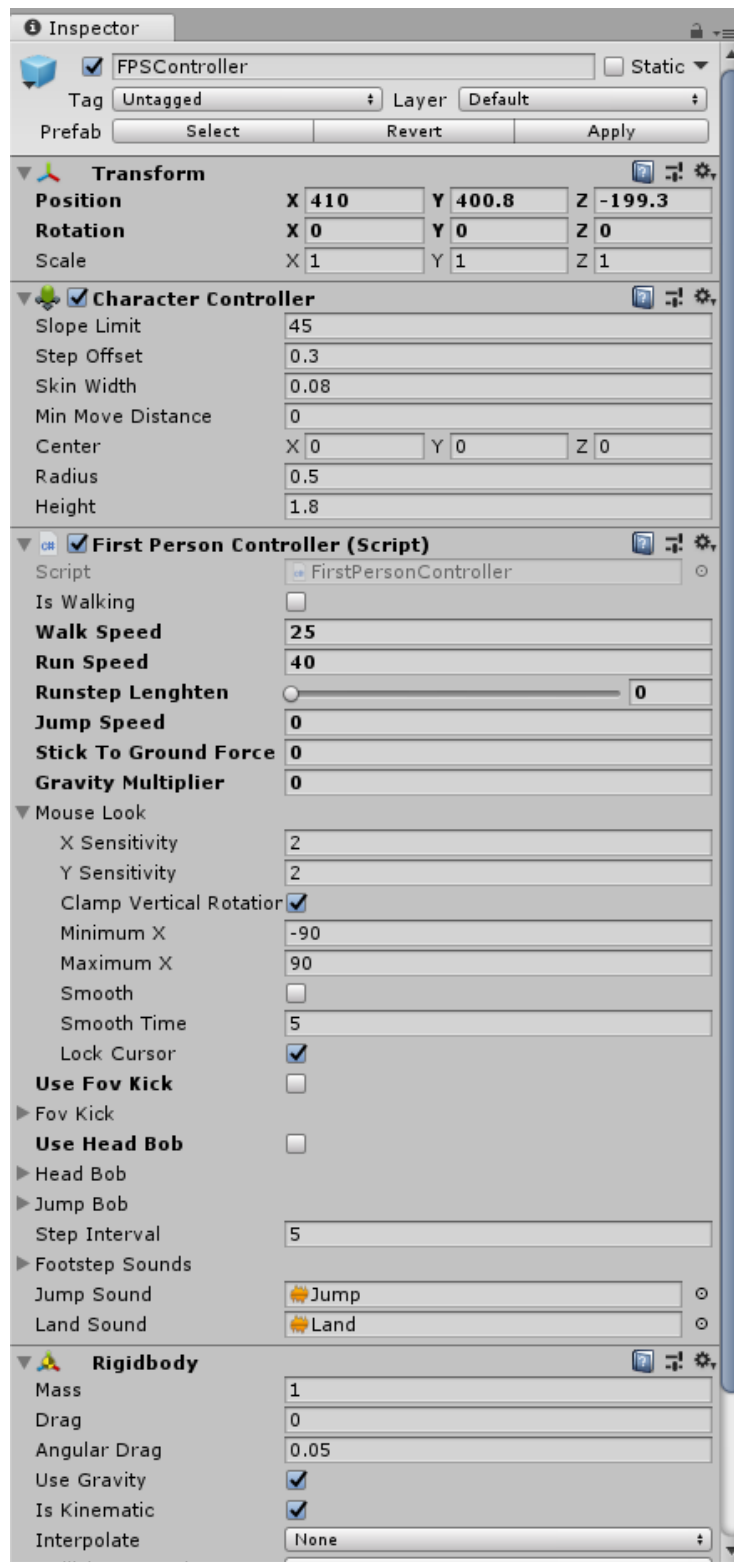 Inspector
FPSController Static
Tag Untagged Layer Default
Prefab Select Revert Apply
Transform
Position X 410 Y 400.8 Z -199.3
Rotation X 0 Y 0 Z 0
Scale X 1 Y 1 Z 1
Character Controller
Slope Limit 45
Step Offset 0.3
Skin Width 0.08
Min Move Distance 0
Center X 0 Y 0 Z 0
Radius 0.5
Height 1.8
First Person Controller (Script)
Script FirstPersonController
Is Walking
Walk Speed 25
Run Speed 40
Runstep Lenghten 0
Jump Speed 0
Stick To Ground Force 0
Gravity Multiplier 0
Mouse Look
X Sensitivity 2
Y Sensitivity 2
Clamp Vertical Rotation
Minimum X -90
Maximum X 90
Smooth
Smooth Time 5
Lock Cursor
Use Fov Kick
Fov Kick
Use Head Bob
Head Bob
Jump Bob
Step Interval 5
Footstep Sounds
Jump Sound Jump
Land Sound Land
Rigidbody
Mass 1
Drag 0
Angular Drag 0.05
Use Gravity
Is Kinematic
Interpolate None